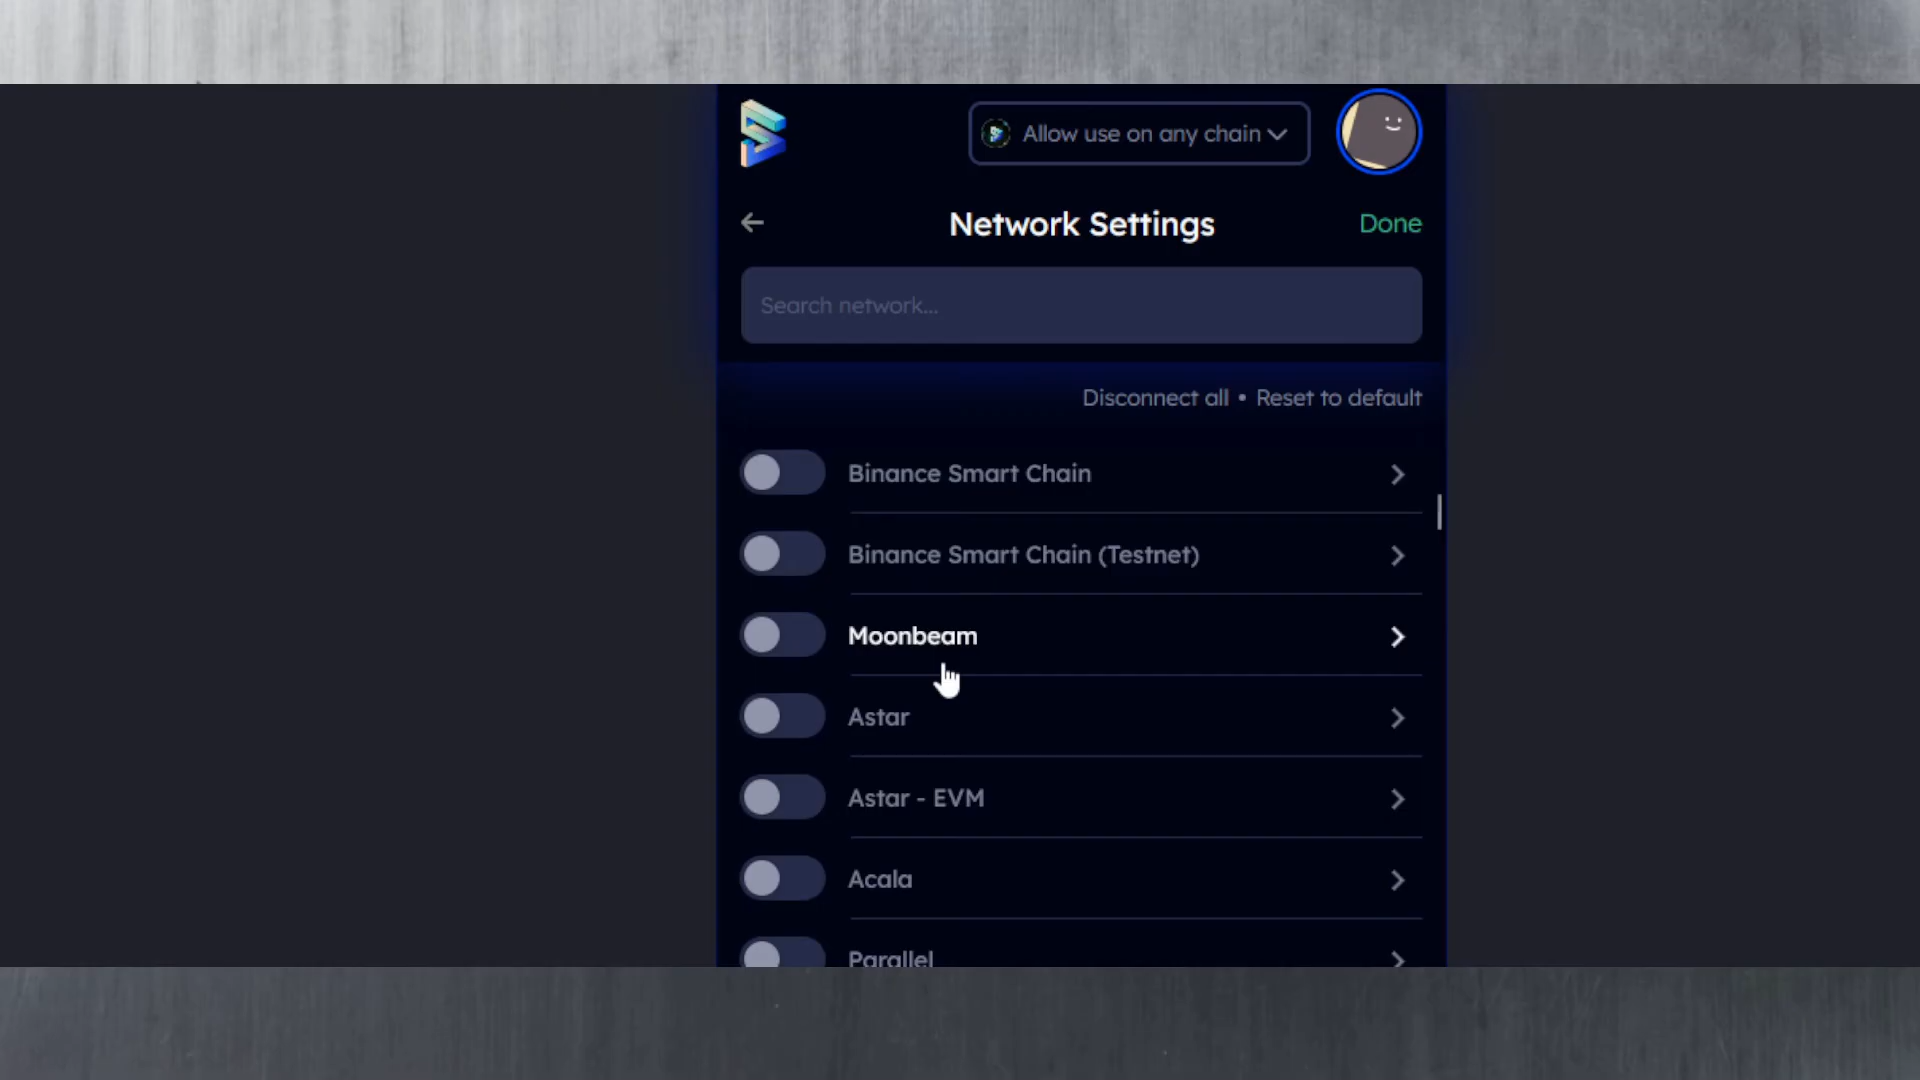 Allow use on any chain
Network Settings
Done
Search network...
Disconnect all • Reset to default
Binance Smart Chain
Binance Smart Chain (Testnet)
Moonbeam
Astar
Astar - EVM
Acala
Parallel